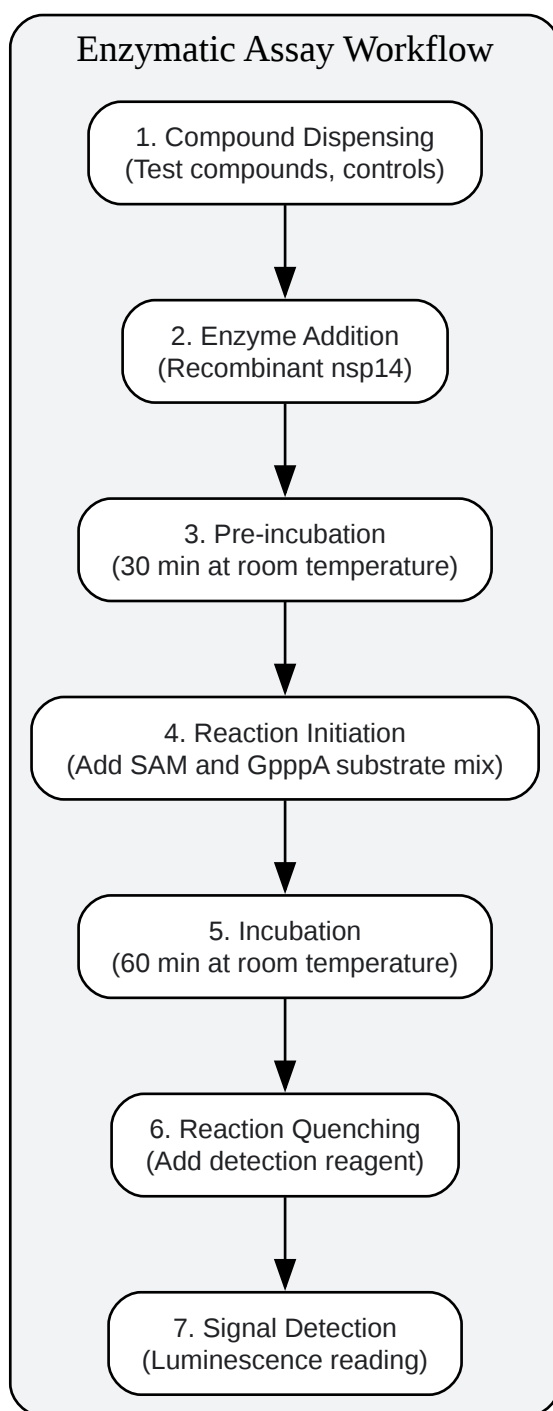 Enzymatic Assay Workflow
1. Compound Dispensing
(Test compounds, controls)
2. Enzyme Addition
(Recombinant nsp14)
3. Pre-incubation
(30 min at room temperature)
4. Reaction Initiation
(Add SAM and GpppA substrate mix)
5. Incubation
(60 min at room temperature)
6. Reaction Quenching
(Add detection reagent)
7. Signal Detection
(Luminescence reading)